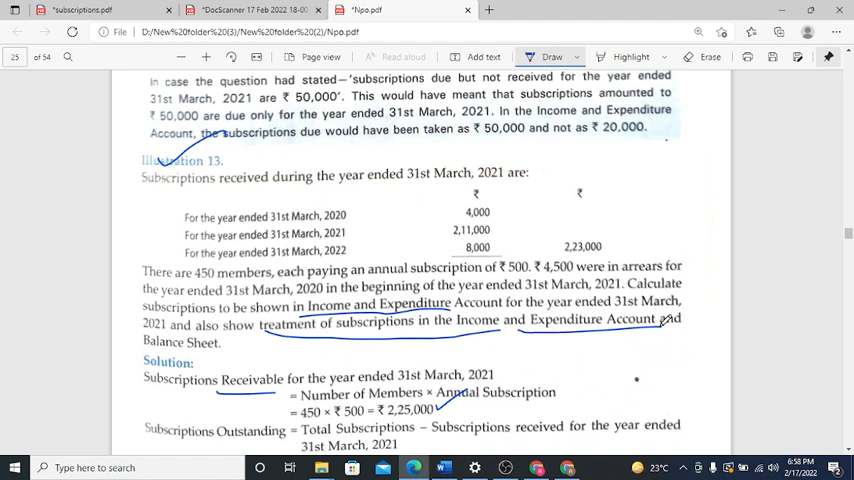 *subscriptions.pdf
*DocScanner 17 Feb 2022 18-00
*Npo.pdf
File
D:/New%20folder%20(3)/New%20folder%20(2)/Npo.pdf
25 of 54
Page view
Read aloud
Add text
Draw
Highlight
Erase
In case the question had stated—'subscriptions due but not received for the year ended
31st March, 2021 are ₹ 50,000'. This would have meant that subscriptions amounted to
₹ 50,000 are due only for the year ended 31st March, 2021. In the Income and Expenditure
Account, the subscriptions due would have been taken as ₹ 50,000 and not as ₹ 20,000.
Illustration 13.
Subscriptions received during the year ended 31st March, 2021 are:
₹ ₹
For the year ended 31st March, 2020 4,000
For the year ended 31st March, 2021 2,11,000
For the year ended 31st March, 2022 8,000 2,23,000
There are 450 members, each paying an annual subscription of ₹ 500. ₹ 4,500 were in arrears for
the year ended 31st March, 2020 in the beginning of the year ended 31st March, 2021. Calculate
subscriptions to be shown in Income and Expenditure Account for the year ended 31st March,
2021 and also show treatment of subscriptions in the Income and Expenditure Account and
Balance Sheet.
Solution:
Subscriptions Receivable for the year ended 31st March, 2021
= Number of Members × Annual Subscription
= 450 × ₹ 500 = ₹ 2,25,000
Subscriptions Outstanding = Total Subscriptions – Subscriptions received for the year ended
31st March, 2021
Type here to search
23°C
6:58 PM
2/17/2022